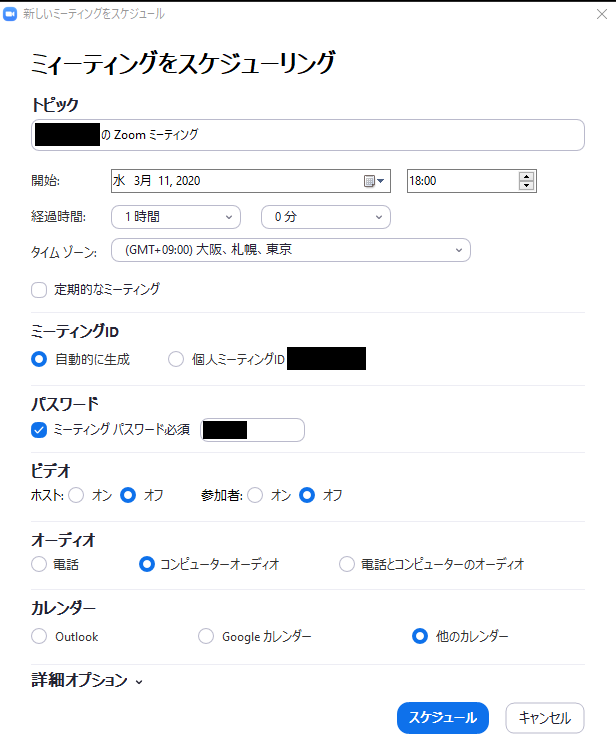 新しいミーティングをスケジュール
ミィーティングをスケジューリング
トピック
の Zoom ミーティング
開始: 水 3月 11, 2020 18:00
経過時間: 1 時間 0 分
タイム ゾーン: (GMT+09:00) 大阪、札幌、東京
定期的なミーティング
ミーティングID
自動的に生成 個人ミーティングID
パスワード
ミーティング パスワード必須
ビデオ
ホスト: オン オフ 参加者: オン オフ
オーディオ
電話 コンピューターオーディオ 電話とコンピューターのオーディオ
カレンダー
Outlook Google カレンダー 他のカレンダー
詳細オプション
スケジュール キャンセル